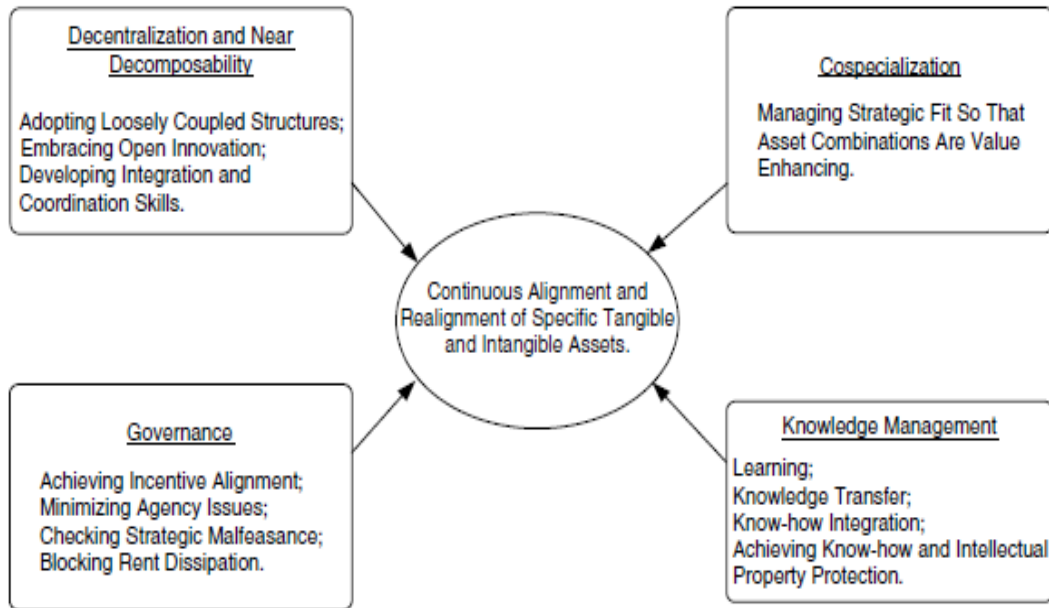 Decentralization and Near
Decomposability
Adopting Loosely Coupled Structures;
Embracing Open Innovation;
Developing Integration and
Coordination Skills.
Cospecialization
Managing Strategic Fit So That
Asset Combinations Are Value
Enhancing.
Continuous Alignment and
Realignment of Specific Tangible
and Intangible Assets.
Governance
Achieving Incentive Alignment;
Minimizing Agency Issues;
Checking Strategic Malfeasance;
Blocking Rent Dissipation.
Knowledge Management
Learning;
Knowledge Transfer;
Know-how Integration;
Achieving Know-how and Intellectual
Property Protection.